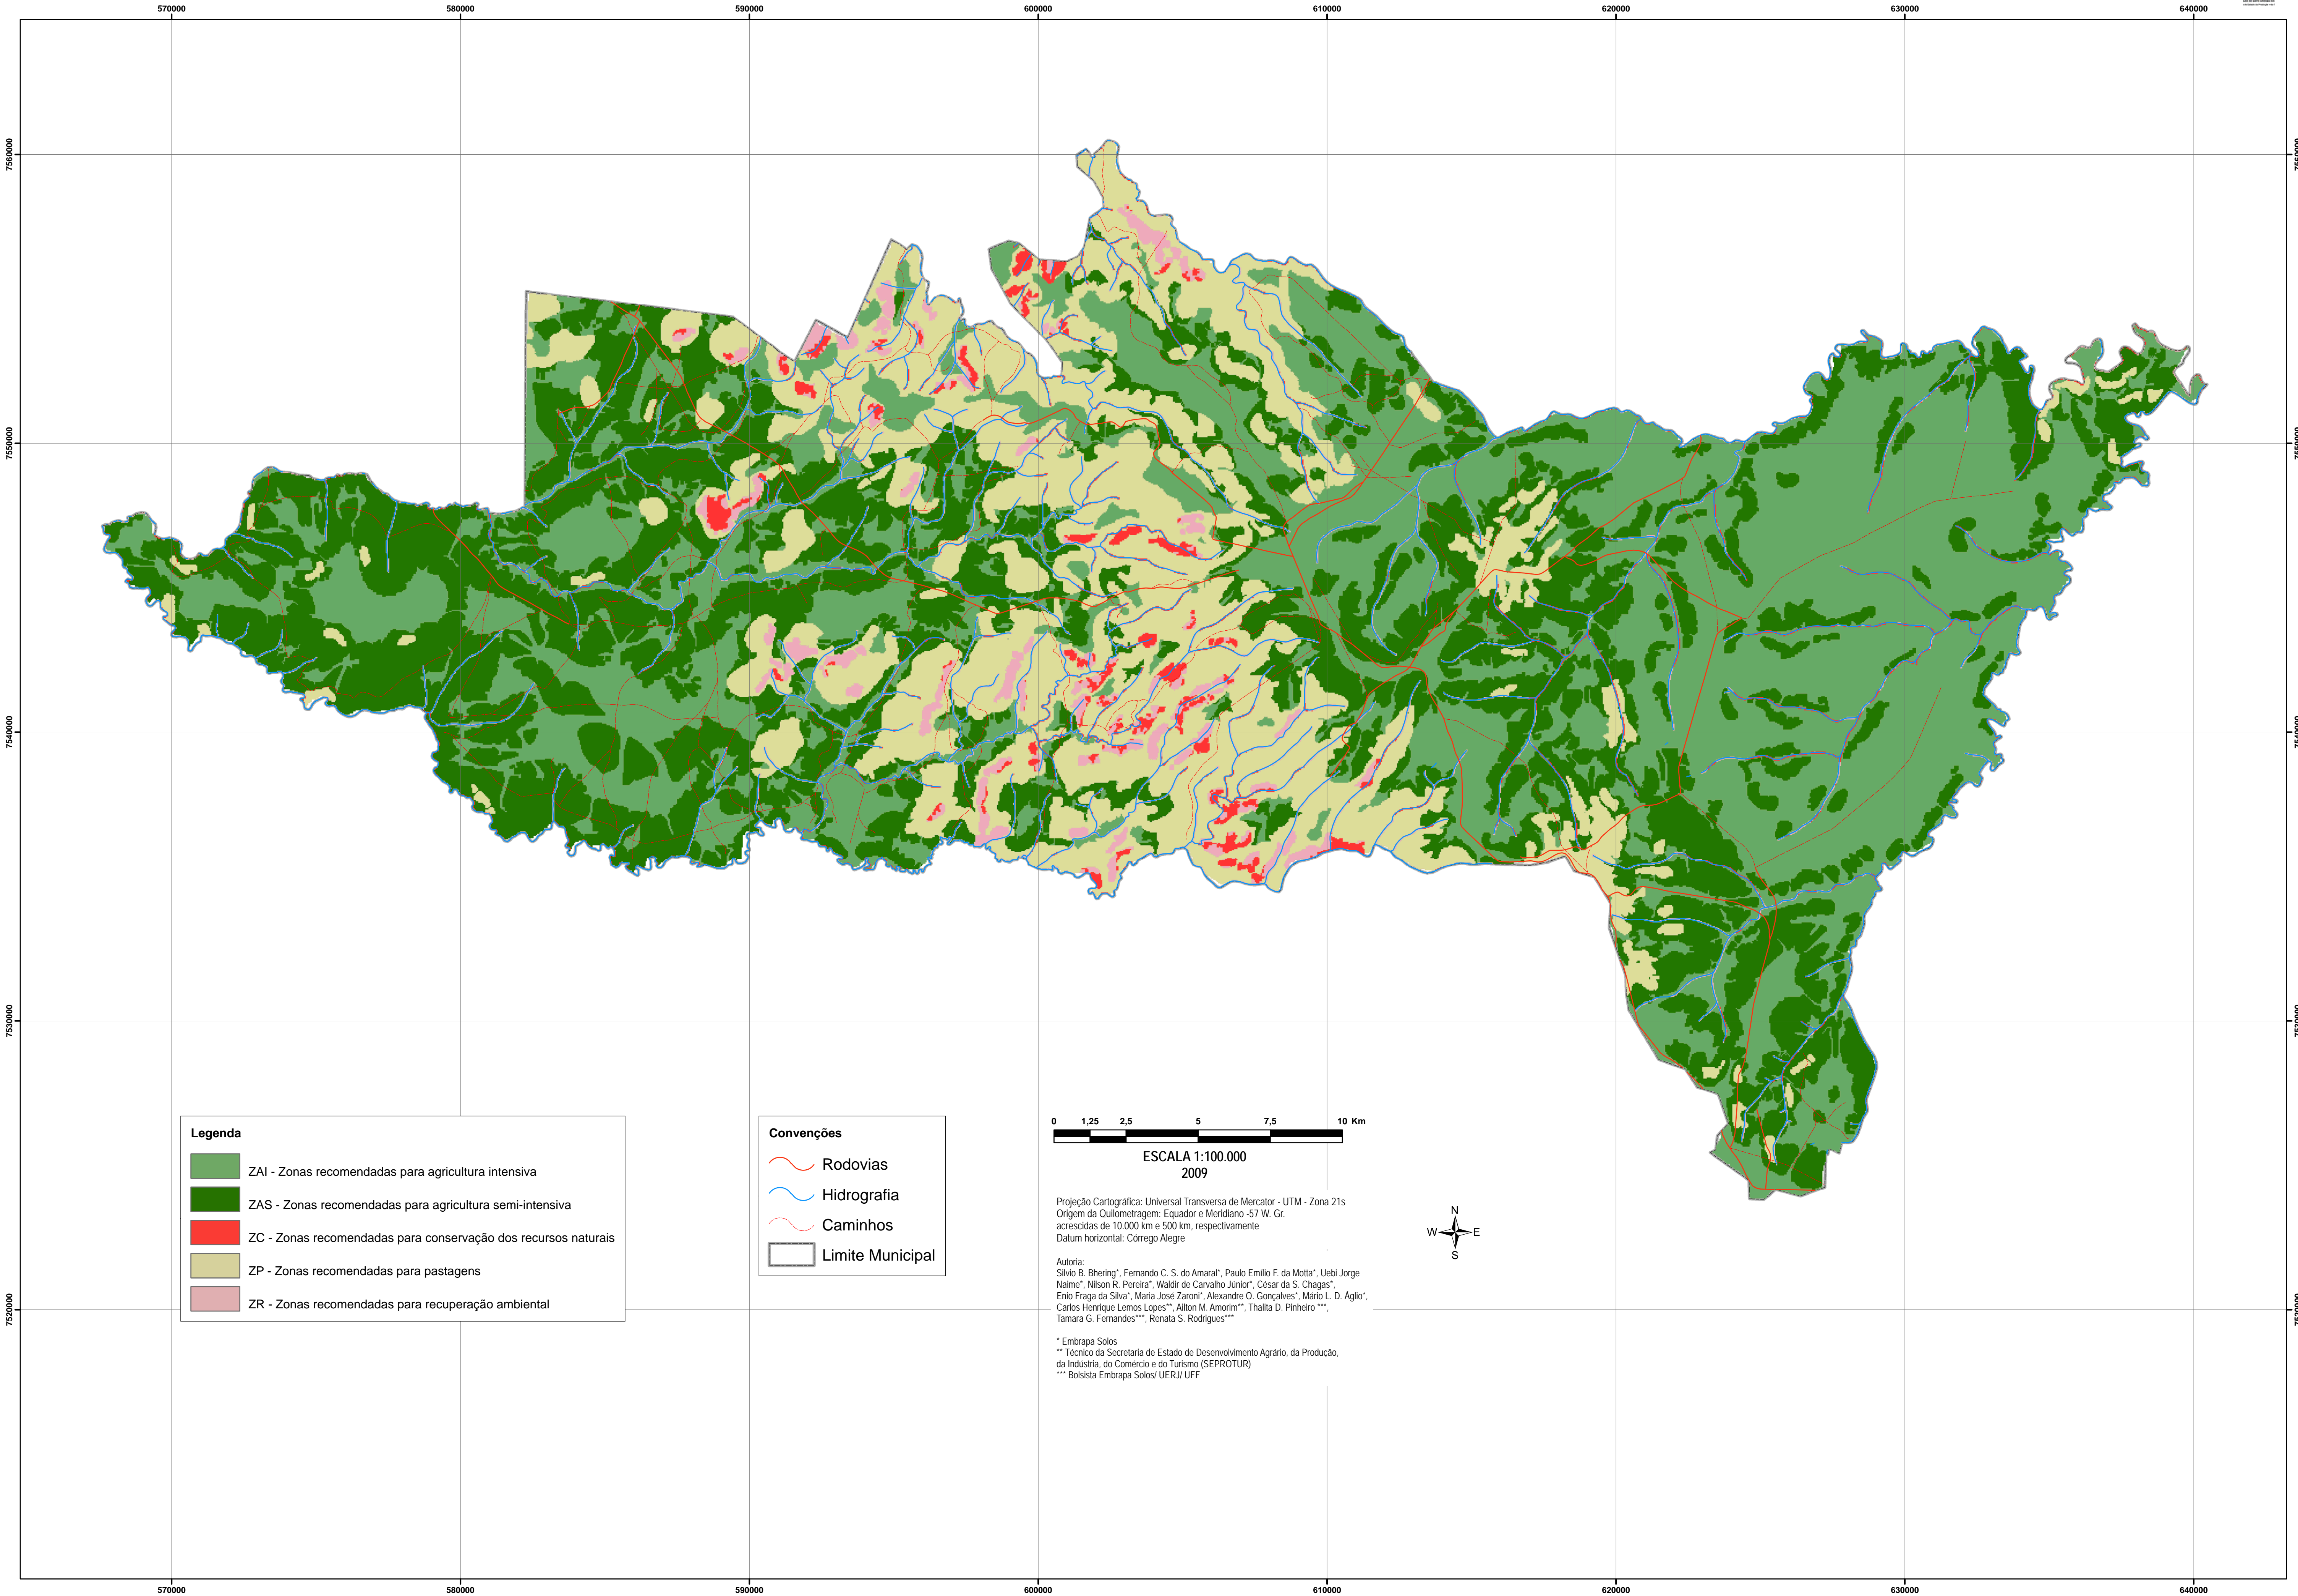 570000
580000
590000
600000
610000
620000
630000
640000
7560000
7550000
7540000
7530000
7520000
7560000
7550000
7540000
7530000
7520000
Legenda
ZAI - Zonas recomendadas para agricultura intensiva
ZAS - Zonas recomendadas para agricultura semi-intensiva
ZC - Zonas recomendadas para conservação dos recursos naturais
ZP - Zonas recomendadas para pastagens
ZR - Zonas recomendadas para recuperação ambiental
Convenções
Rodovias
Hidrografia
Caminhos
Limite Municipal
0 1,25 2,5 5 7,5 10 Km
ESCALA 1:100.000
2009
Projeção Cartográfica: Universal Transversa de Mercator - UTM - Zona 21s
Origem da Quilometragem: Equador e Meridiano -57 W. Gr.
acrescidas de 10.000 km e 500 km, respectivamente
Datum horizontal: Córrego Alegre
Autoria:
Silvio B. Bhering*, Fernando C. S. do Amaral*, Paulo Emílio F. da Motta*, Uebi Jorge
Naime*, Nilson R. Pereira*, Waldir de Carvalho Júnior*, César da S. Chagas*,
Enio Fraga da Silva*, Maria José Zaroni*, Alexandre O. Gonçalves*, Mário L. D. Áglio*,
Carlos Henrique Lemos Lopes**, Ailton M. Amorim**, Thalita D. Pinheiro ***,
Tamara G. Fernandes***, Renata S. Rodrigues***
* Embrapa Solos
** Técnico da Secretaria de Estado de Desenvolvimento Agrário, da Produção,
da Indústria, do Comércio e do Turismo (SEPROTUR)
*** Bolsista Embrapa Solos/ UERJ/ UFF
N
W E
S
570000
580000
590000
600000
610000
620000
630000
640000